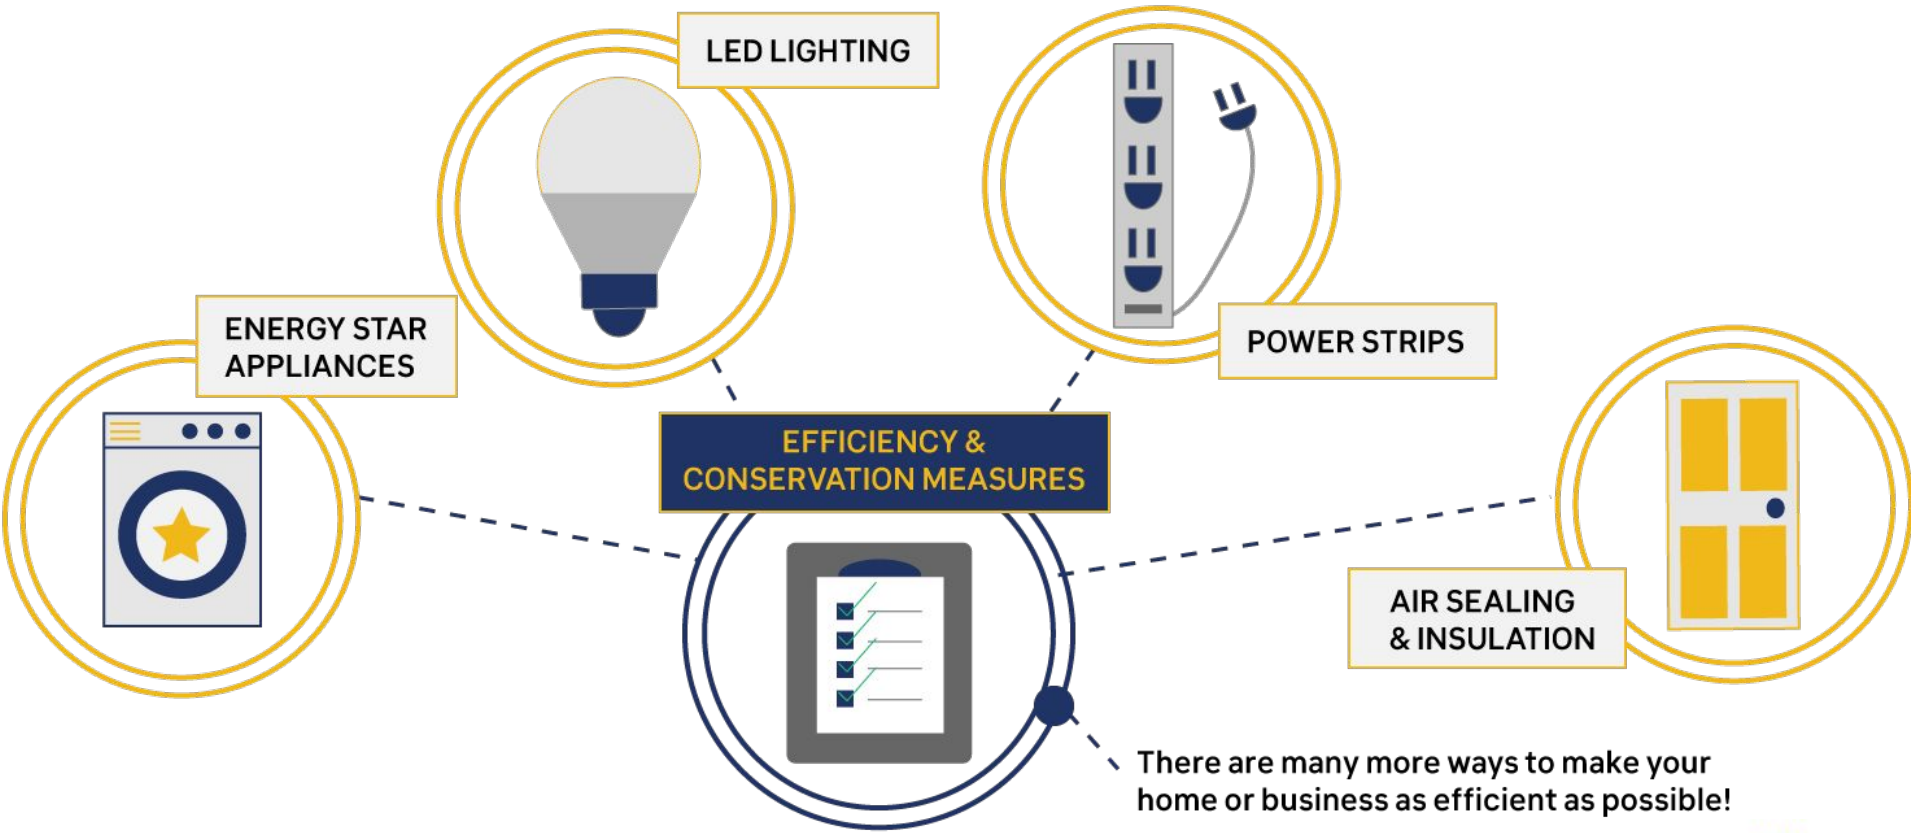 LED LIGHTING
POWER STRIPS
ENERGY STAR
APPLIANCES
EFFICIENCY &
CONSERVATION MEASURES
AIR SEALING
& INSULATION
There are many more ways to make your
home or business as efficient as possible!